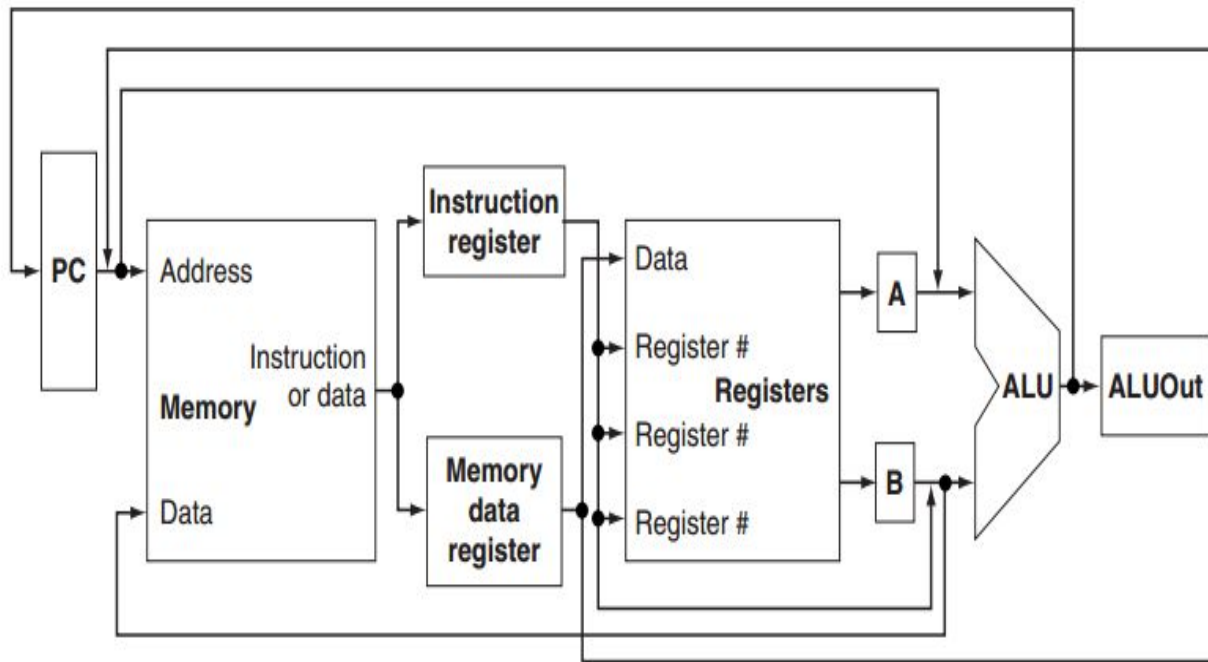 PC
Address
Memory
Instruction
or data
Data
Instruction
register
Memory
data
register
Data
Register #
Register #
Register #
Registers
A
B
ALU
ALUOut